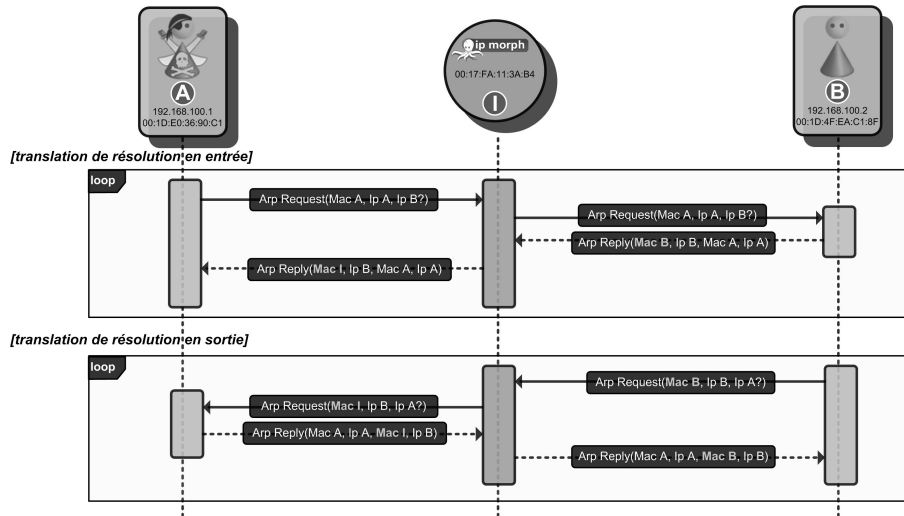 A
192.168.100.1
00:1D:E0:36:90:C1
ip morph
00:17:FA:11:3A:B4
I
B
192.168.100.2
00:1D:4F:EA:C1:8F
[translation de résolution en entrée]
loop
Arp Request(Mac A, Ip A, Ip B?)
Arp Request(Mac A, Ip A, Ip B?)
Arp Reply(Mac B, Ip B, Mac A, Ip A)
Arp Reply(Mac I, Ip B, Mac A, Ip A)
[translation de résolution en sortie]
loop
Arp Request(Mac B, Ip B, Ip A?)
Arp Request(Mac I, Ip B, Ip A?)
Arp Reply(Mac A, Ip A, Mac I, Ip B)
Arp Reply(Mac A, Ip A, Mac B, Ip B)